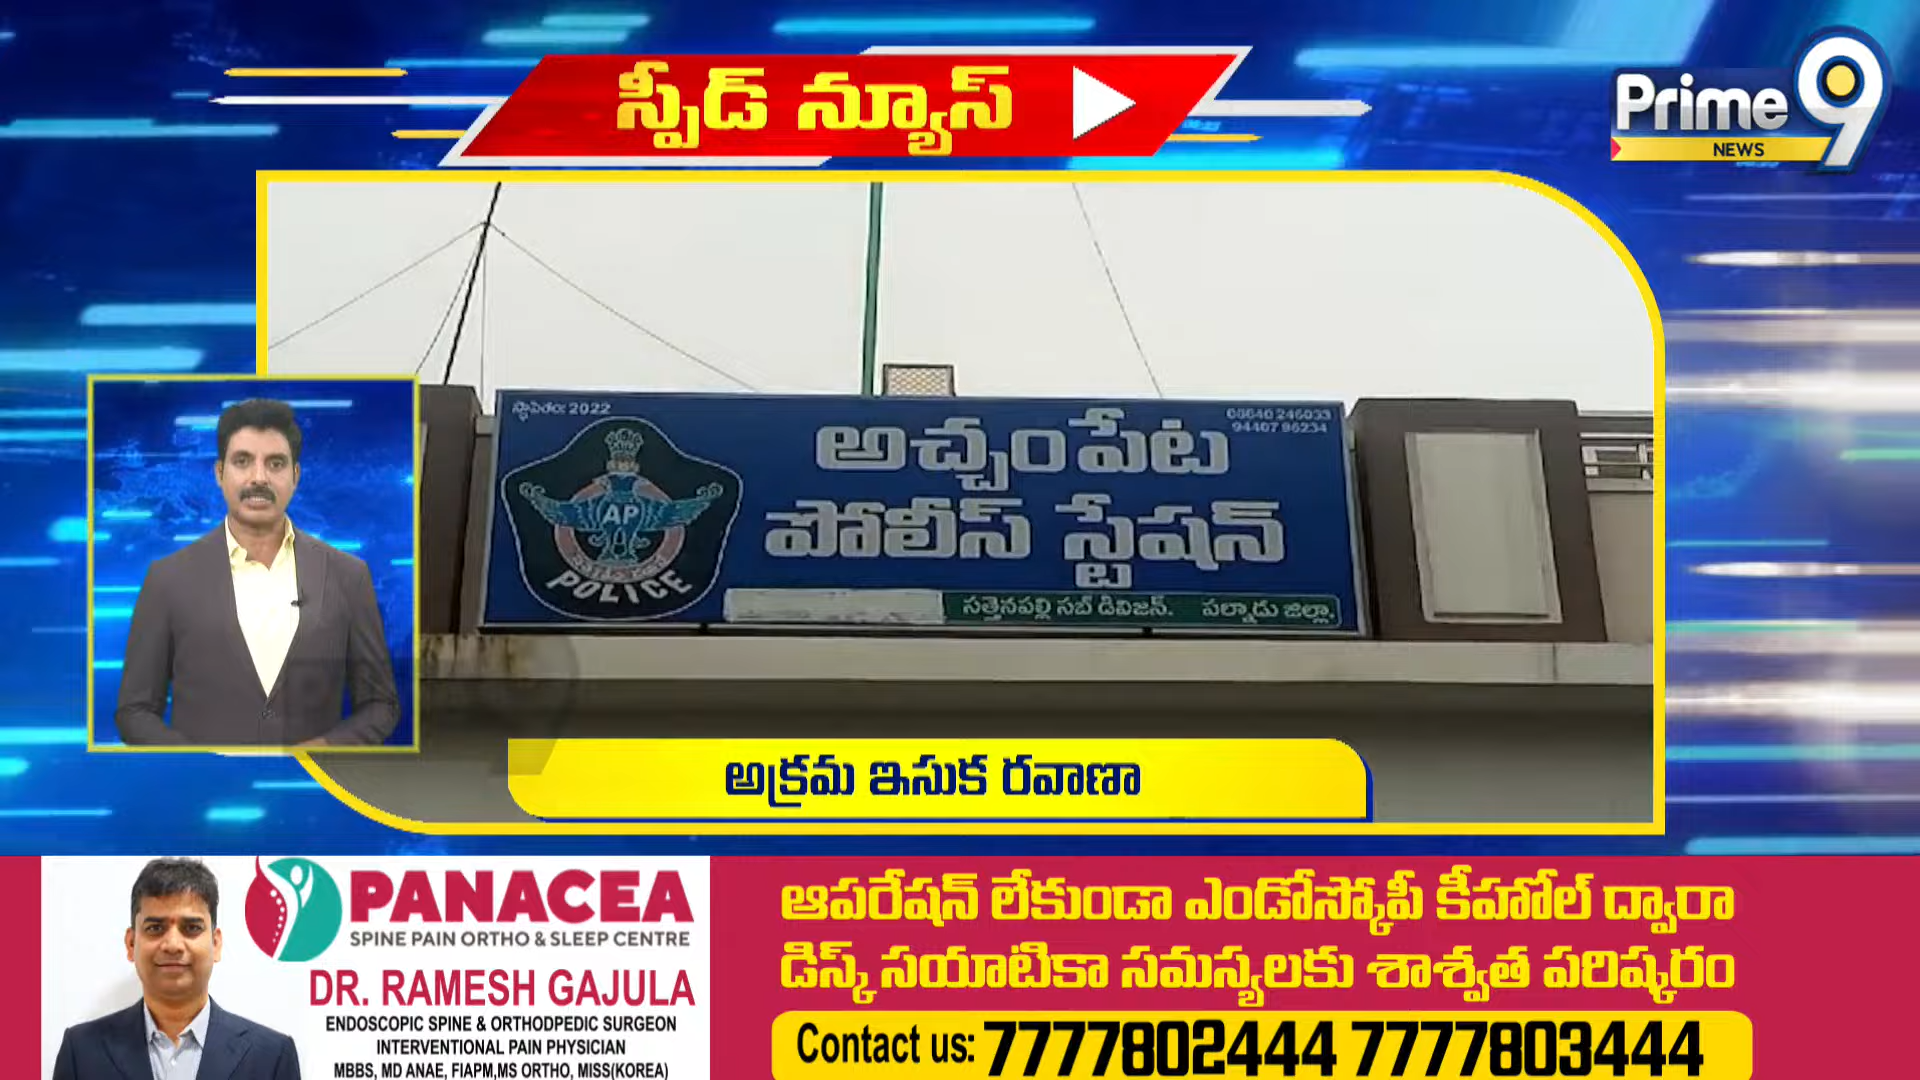 స్పీడ్ న్యూస్
Prime9
NEWS
స్థాపితం: 2022
08640 246033
94407 96234
అచ్చంపేట
పోలీస్ స్టేషన్
AP
POLICE
సత్తెనపల్లి సబ్ డివిజన్. పల్నాడు జిల్లా.
అక్రమ ఇసుక రవాణా
PANACEA
SPINE PAIN ORTHO & SLEEP CENTRE
DR. RAMESH GAJULA
ENDOSCOPIC SPINE & ORTHODPEDIC SURGEON
INTERVENTIONAL PAIN PHYSICIAN
MBBS, MD ANAE, FIAPM,MS ORTHO, MISS(KOREA)
ఆపరేషన్ లేకుండా ఎండోస్కోపీ కీహోల్ ద్వారా
డిస్క్ సయాటికా సమస్యలకు శాశ్వత పరిష్కరం
Contact us: 7777802444 7777803444